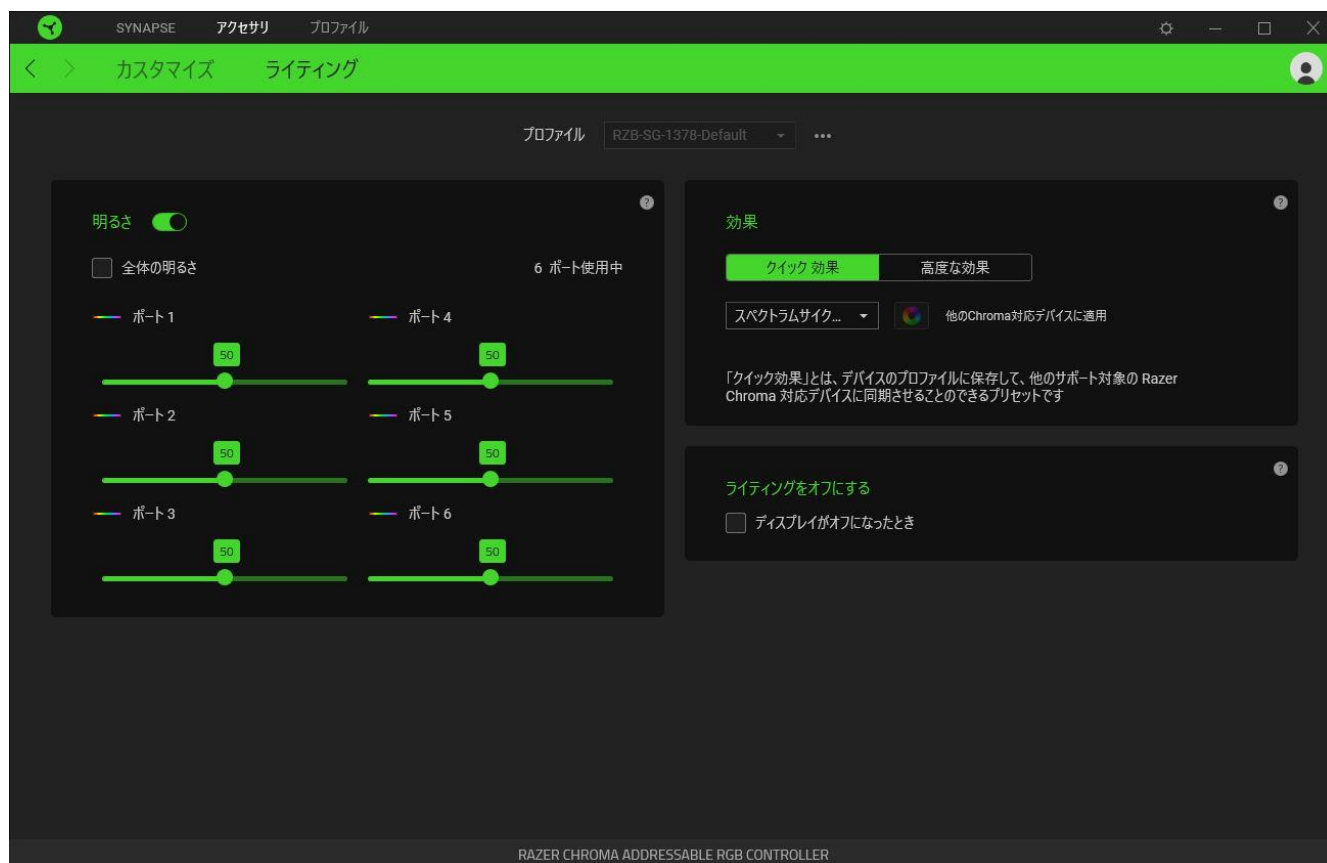 SYNAPSE アクセサリ プロファイル
カスタマイズ ライティング
プロファイル RZB-SG-1378-Default
明るさ
全体の明るさ 6 ポート使用中
ポート 1 ポート 4
50 50
ポート 2 ポート 5
50 50
ポート 3 ポート 6
50 50
効果
クイック 効果 高度な効果
スペクトラムサイク... 他のChroma対応デバイスに適用
「クイック効果」とは、デバイスのプロファイルに保存して、他のサポート対象の Razer
Chroma 対応デバイスに同期させることのできるプリセットです
ライティングをオフにする
ディスプレイがオフになったとき
RAZER CHROMA ADDRESSABLE RGB CONTROLLER